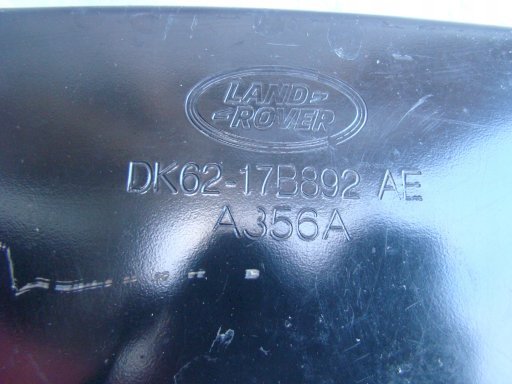 LAND-
-ROVER
DK62-17B892 AE
A356A